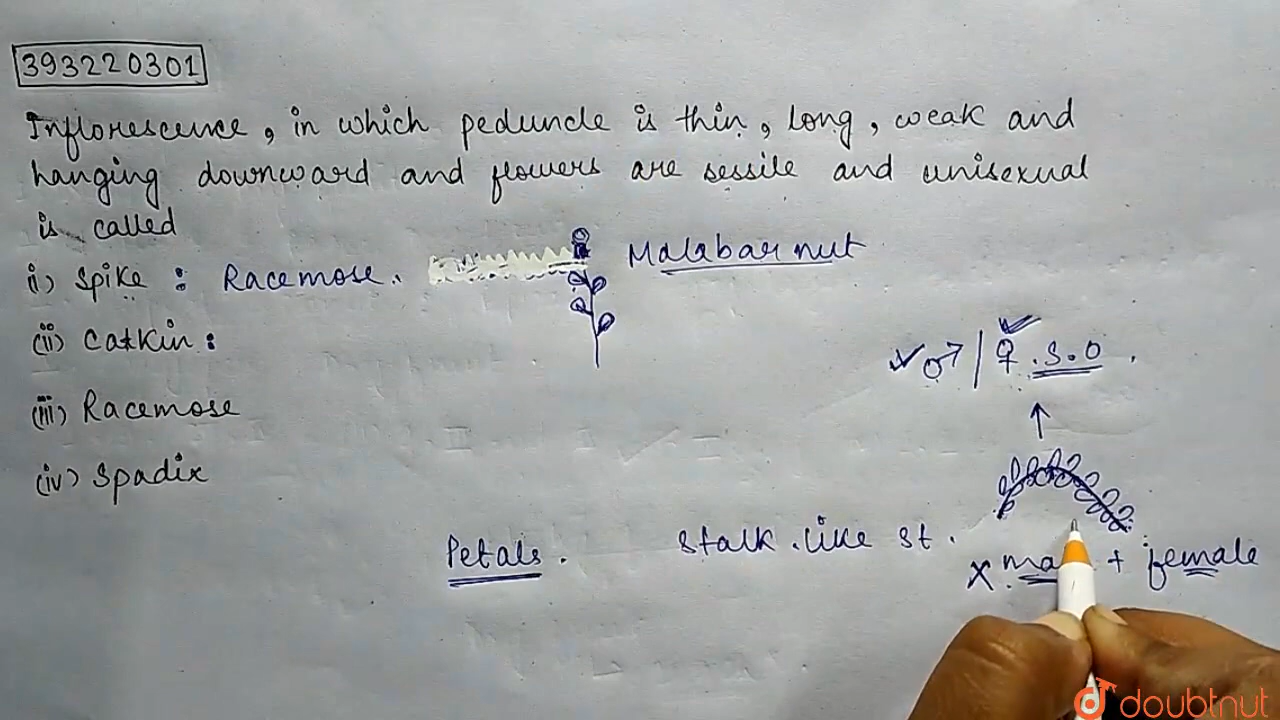 393220301
Inflorescence, in which peduncle is thin, long, weak and
hanging downward and flowers are sessile and unisexual
is called
(i) Spike : Racemose. Malabar nut
(ii) Catkin :
♂ / ♀ . S.O .
(iii) Racemose
(iv) Spadix
Petals. Stalk.like st.
x + female
doubtnut